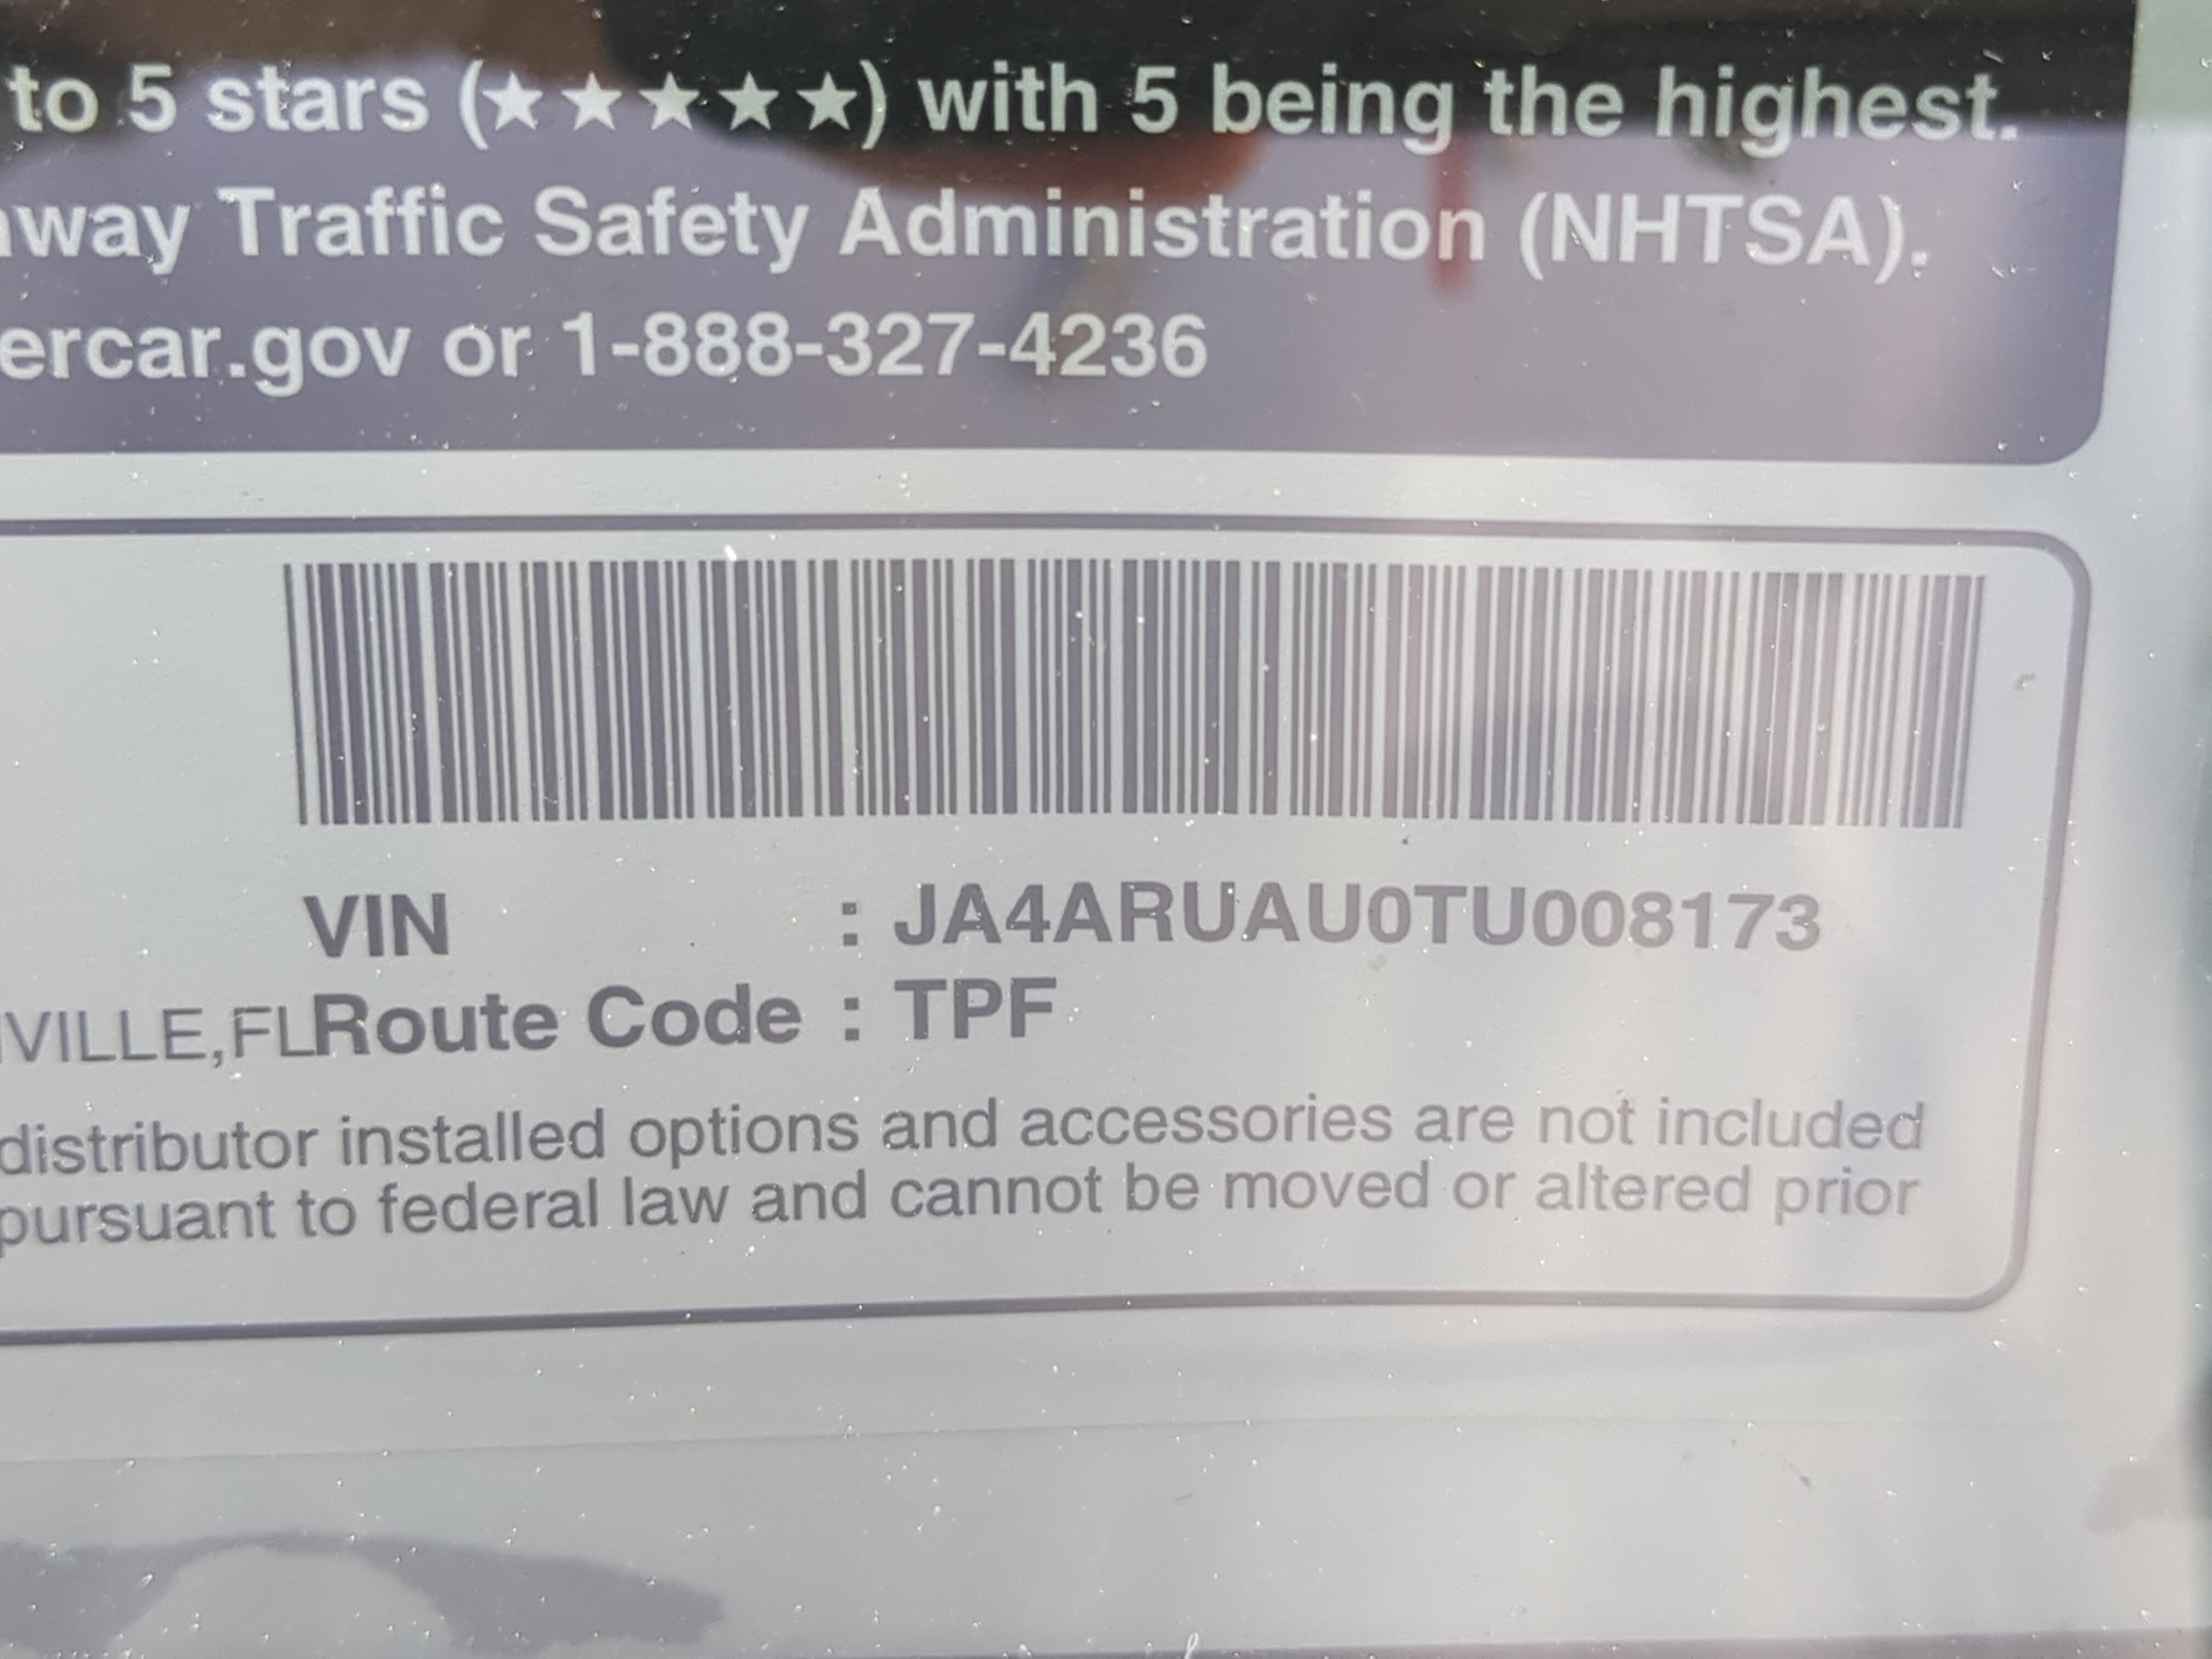 to 5 stars (★★★★★) with 5 being the highest.
way Traffic Safety Administration (NHTSA).
ercar.gov or 1-888-327-4236
VIN : JA4ARUAU0TU008173
VILLE,FL Route Code : TPF
distributor installed options and accessories are not included
pursuant to federal law and cannot be moved or altered prior